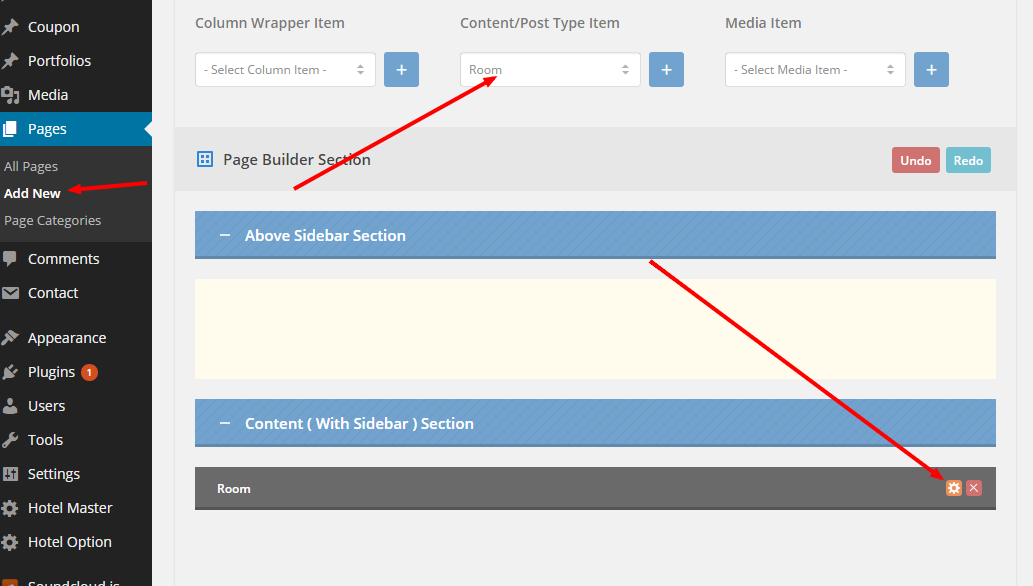 Coupon
Portfolios
Media
Pages
All Pages
Add New
Page Categories
Comments
Contact
Appearance
Plugins 1
Users
Tools
Settings
Hotel Master
Hotel Option
Soundcloud is
Column Wrapper Item
- Select Column Item -
+
Content/Post Type Item
Room
+
Media Item
- Select Media Item -
+
Page Builder Section
Undo
Redo
Above Sidebar Section
Content ( With Sidebar ) Section
Room